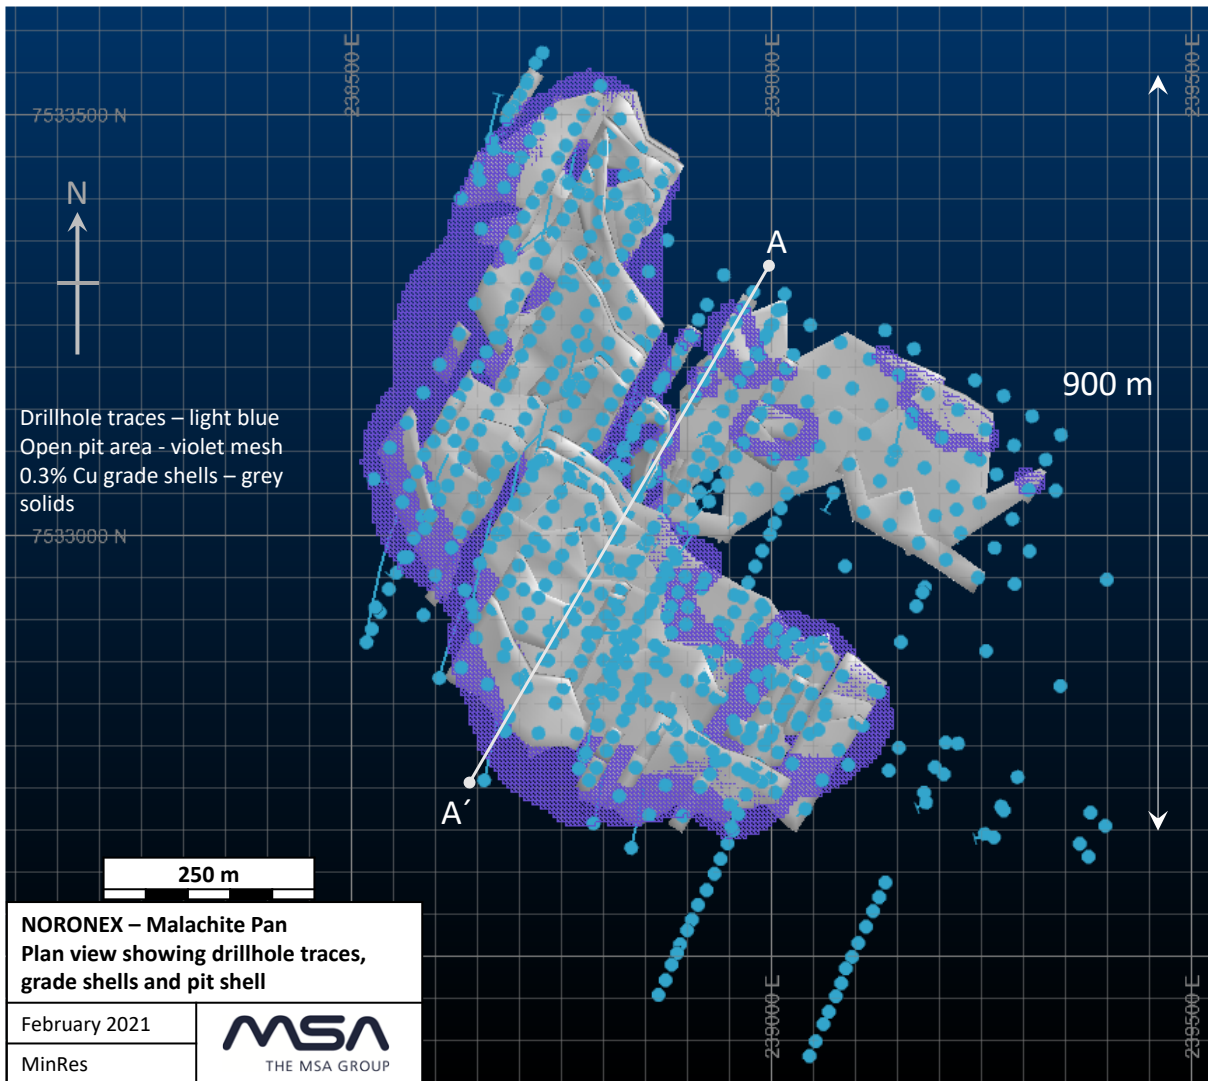 238500 E
239000 E
239500 E
7533500 N
N
A
900 m
Drillhole traces – light blue
Open pit area - violet mesh
0.3% Cu grade shells – grey
solids
7533000 N
A´
250 m
NORONEX – Malachite Pan
Plan view showing drillhole traces,
grade shells and pit shell
February 2021
MinRes
MSA
THE MSA GROUP
239000 E
239500 E